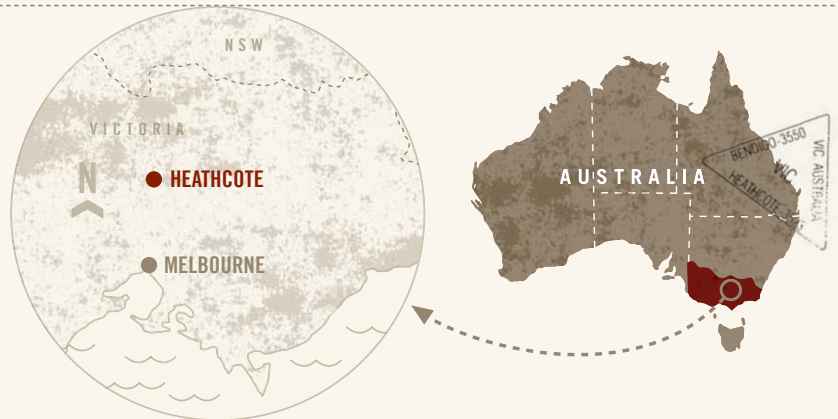 NSW
VICTORIA
N
HEATHCOTE
MELBOURNE
AUSTRALIA
BENDIGO-3550
VIC
HEATHCOTE
VIC, AUSTRALIA